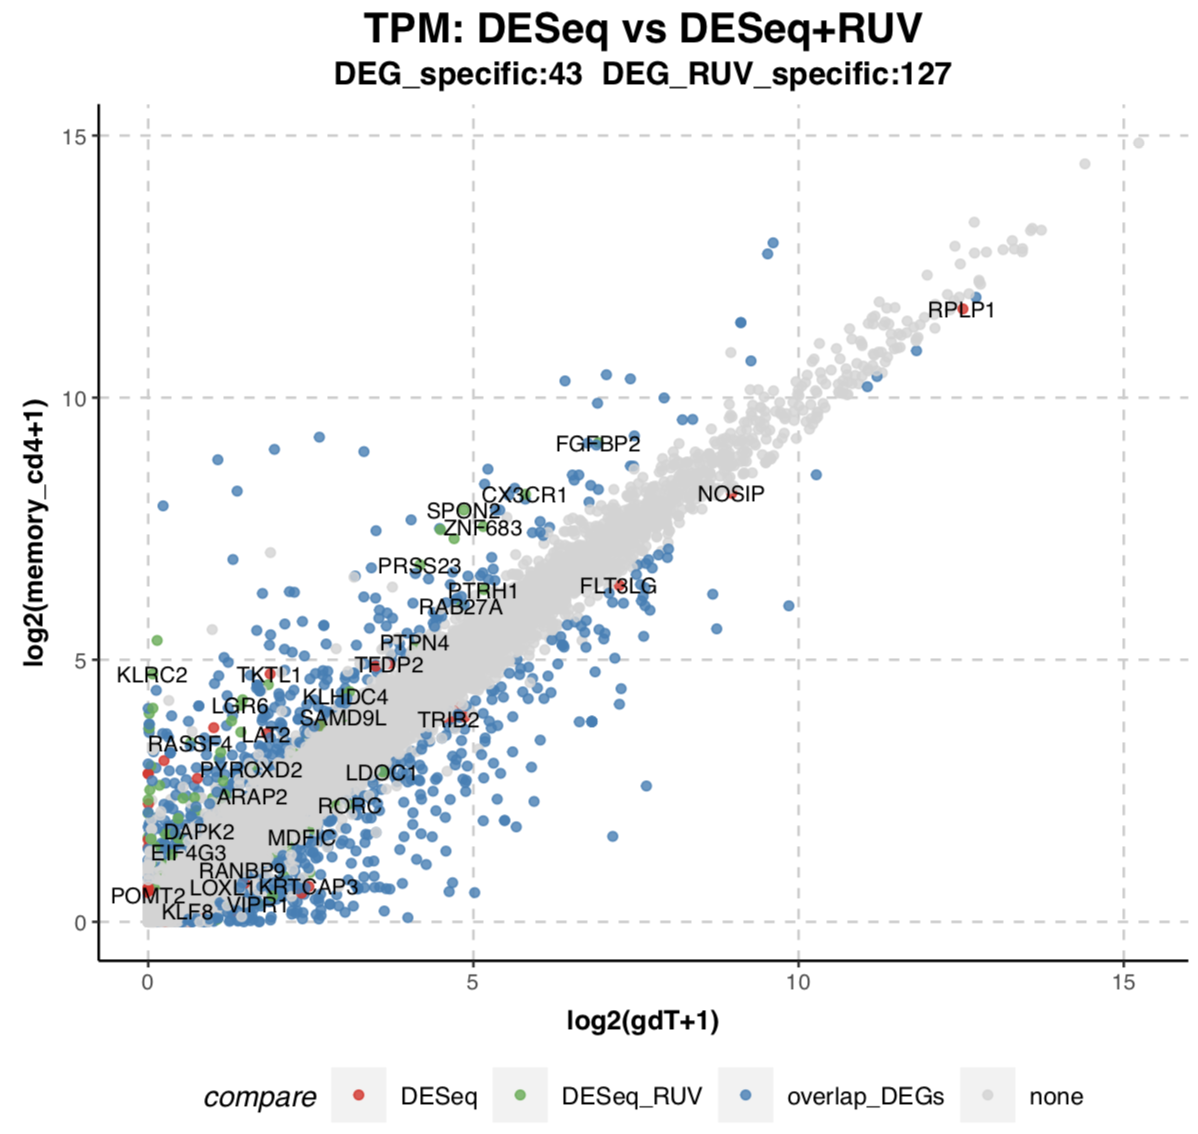 TPM: DESeq vs DESeq+RUV
DEG_specific:43 DEG_RUV_specific:127
log2(memory_cd4+1)
15
10
5
0
RPLP1
FGFBP2
NOSIP
CX3CR1
SPON2
ZNF683
PRSS23
FLT3LG
PTRH1
RAB27A
PTPN4
TFDP2
KLRC2
TKTL1
KLHDC4
LGR6
SAMD9L
TRIB2
LAT2
RASSF4
PYROXD2
LDOC1
ARAP2
RORC
DAPK2
MDFIC
EIF4G3
RANBP9
LOXL1
KRTCAP3
POMT2
VIPR1
KLF8
0
5
10
15
log2(gdT+1)
compare
DESeq
DESeq_RUV
overlap_DEGs
none